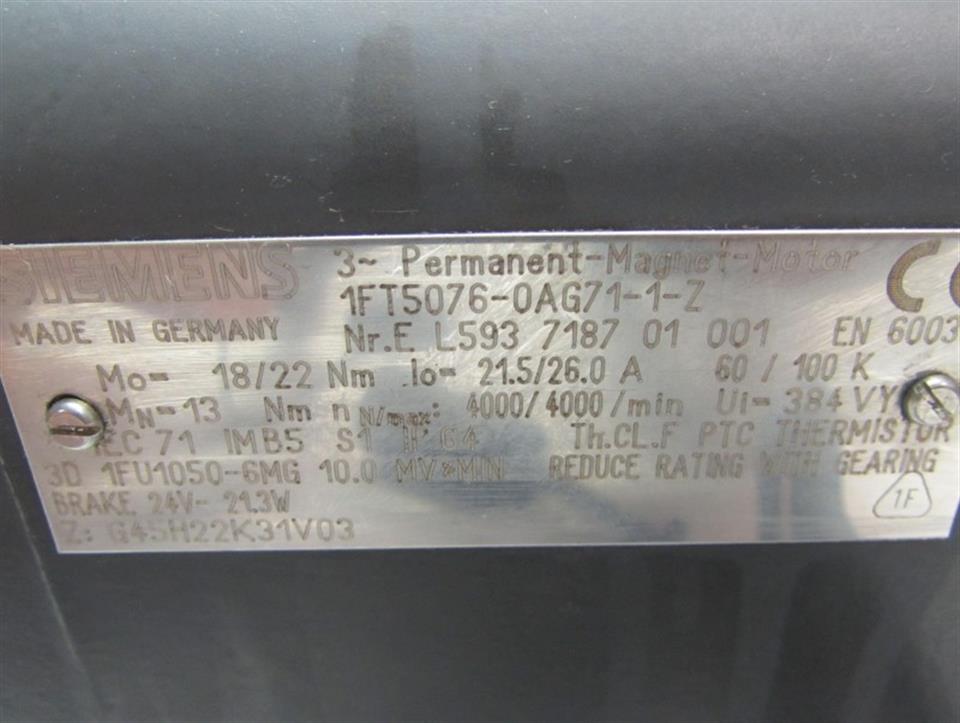 SIEMENS 3~ Permanent-Magnet-Motor CE
1FT5076-0AG71-1-Z
MADE IN GERMANY Nr.E L593 7187 01 001 EN 6003
Mo= 18/22 Nm Io= 21.5/26.0 A 60 / 100 K
MN=13 Nm n N/max: 4000/4000/min UI= 384 VY
IEC 71 IMB5 S1 IP 64 Th.CL.F PTC THERMISTOR
3D 1FU1050-6MG 10.0 MV*MIN REDUCE RATING WITH GEARING
BRAKE 24V- 21.3W 1F
Z: G45H22K31V03